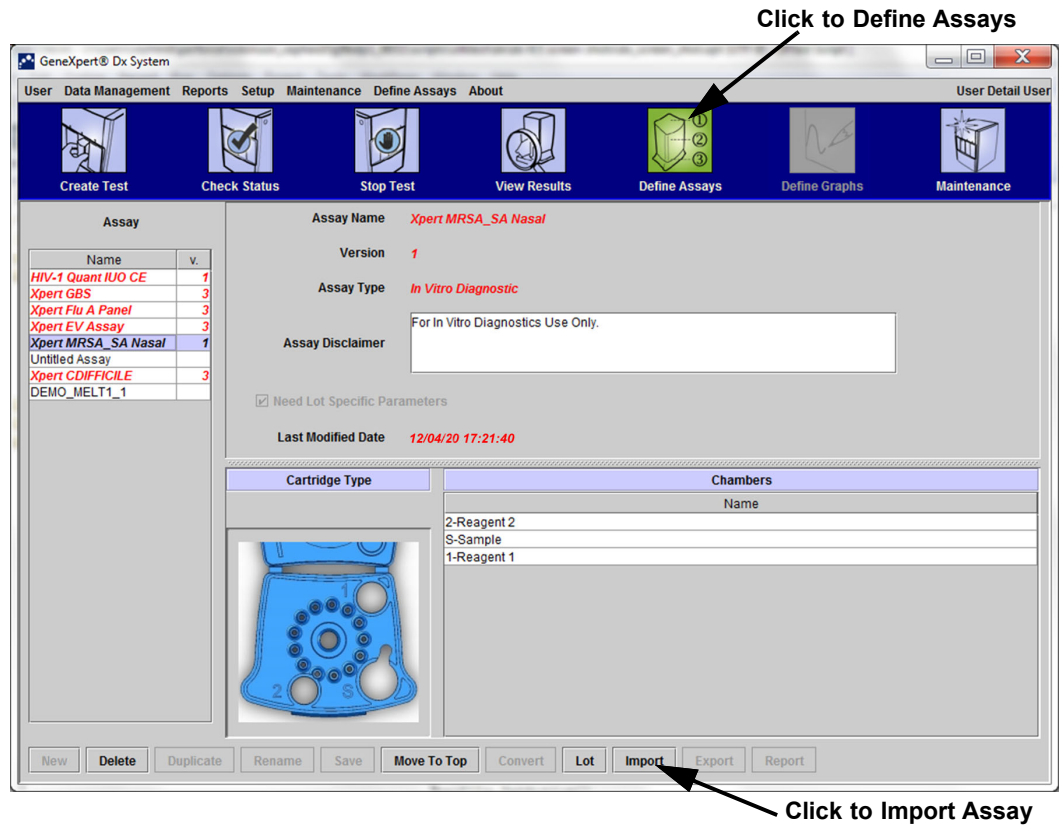 Click to Define Assays
GeneXpert® Dx System
User Data Management Reports Setup Maintenance Define Assays About User Detail User
Create Test Check Status Stop Test View Results Define Assays Define Graphs Maintenance
1
2
3
Assay
Name v.
HIV-1 Quant IUO CE 1
Xpert GBS 3
Xpert Flu A Panel 3
Xpert EV Assay 3
Xpert MRSA_SA Nasal 1
Untitled Assay
Xpert CDIFFICILE 3
DEMO_MELT1_1
Assay Name Xpert MRSA_SA Nasal
Version 1
Assay Type In Vitro Diagnostic
Assay Disclaimer For In Vitro Diagnostics Use Only.
Need Lot Specific Parameters
Last Modified Date 12/04/20 17:21:40
Cartridge Type
1
2 S
Chambers
Name
2-Reagent 2
S-Sample
1-Reagent 1
New Delete Duplicate Rename Save Move To Top Convert Lot Import Export Report
Click to Import Assay